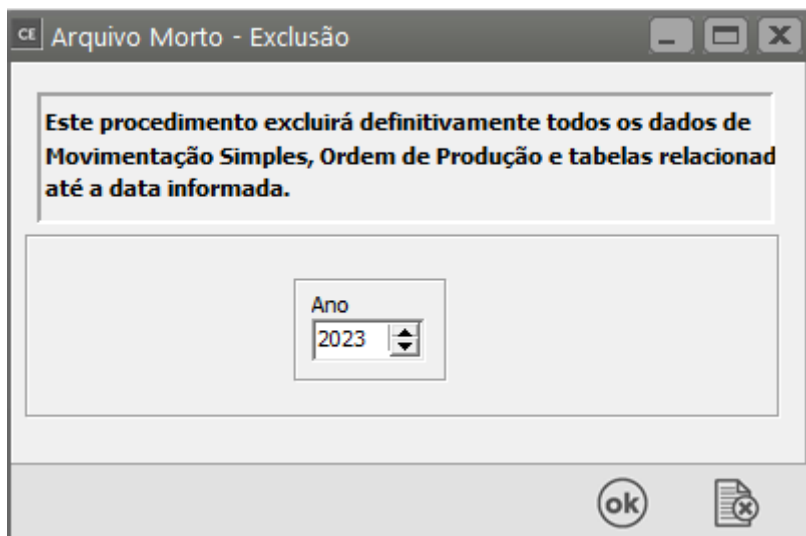 CE Arquivo Morto - Exclusão
Este procedimento excluirá definitivamente todos os dados de
Movimentação Simples, Ordem de Produção e tabelas relacionad
até a data informada.
Ano
2023
ok